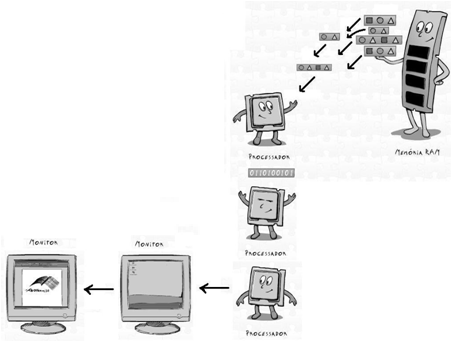 PROCESSADOR
MEMÓRIA RAM
0110100101
PROCESSADOR
MONITOR
MONITOR
PROCESSADOR